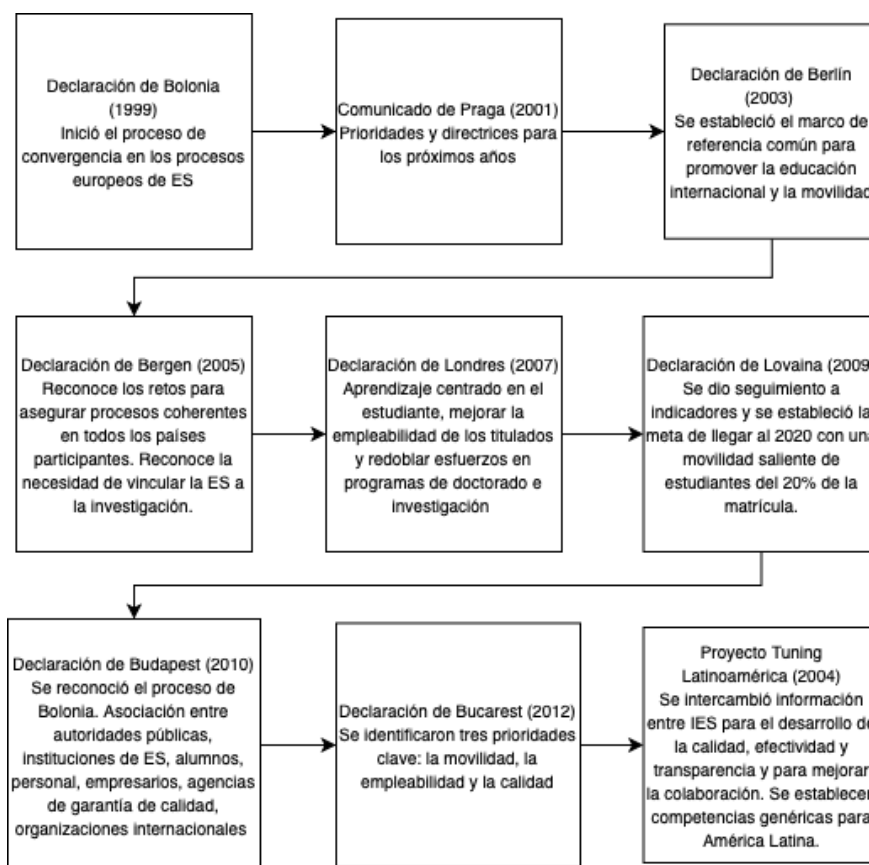 Declaración de Bolonia
(1999)
Inició el proceso de
convergencia en los procesos
europeos de ES
Comunicado de Praga (2001)
Prioridades y directrices para
los próximos años
Declaración de Berlín
(2003)
Se estableció el marco de
referencia común para
promover la educación
internacional y la movilidad
Declaración de Bergen (2005)
Reconoce los retos para
asegurar procesos coherentes
en todos los países
participantes. Reconoce la
necesidad de vincular la ES a
la investigación.
Declaración de Londres (2007)
Aprendizaje centrado en el
estudiante, mejorar la
empleabilidad de los titulados
y redoblar esfuerzos en
programas de doctorado e
investigación
Declaración de Lovaina (2009
Se dio seguimiento a
indicadores y se estableció la
meta de llegar al 2020 con una
movilidad saliente de
estudiantes del 20% de la
matrícula.
Declaración de Budapest (2010)
Se reconoció el proceso de
Bolonia. Asociación entre
autoridades públicas,
instituciones de ES, alumnos,
personal, empresarios, agencias
de garantía de calidad,
organizaciones internacionales
Declaración de Bucarest (2012)
Se identificaron tres prioridades
clave: la movilidad, la
empleabilidad y la calidad
Proyecto Tuning
Latinoamérica (2004)
Se intercambió información
entre IES para el desarrollo de
la calidad, efectividad y
transparencia y para mejorar
la colaboración. Se establecen
competencias genéricas para
América Latina.